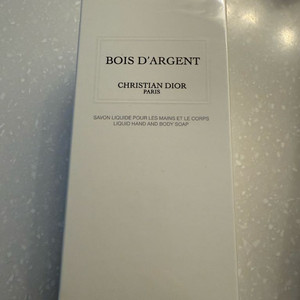 BOIS D'ARGENT
CHRISTIAN DIOR
PARIS
SAVON LIQUIDE POUR LES MAINS ET LE CORPS
LIQUID HAND AND BODY SOAP